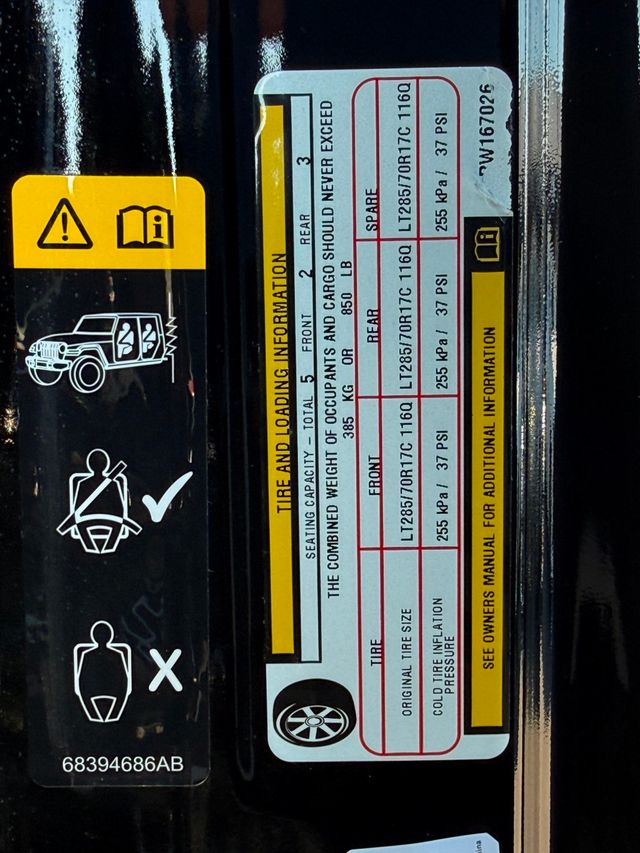 68394686AB
TIRE AND LOADING INFORMATION
SEATING CAPACITY – TOTAL 5 FRONT 2 REAR 3
THE COMBINED WEIGHT OF OCCUPANTS AND CARGO SHOULD NEVER EXCEED
385 KG OR 850 LB
TIRE FRONT REAR SPARE
ORIGINAL TIRE SIZE LT285/70R17C 116Q LT285/70R17C 116Q LT285/70R17C 116Q
COLD TIRE INFLATION
PRESSURE 255 kPa / 37 PSI 255 kPa / 37 PSI 255 kPa / 37 PSI
SEE OWNERS MANUAL FOR ADDITIONAL INFORMATION